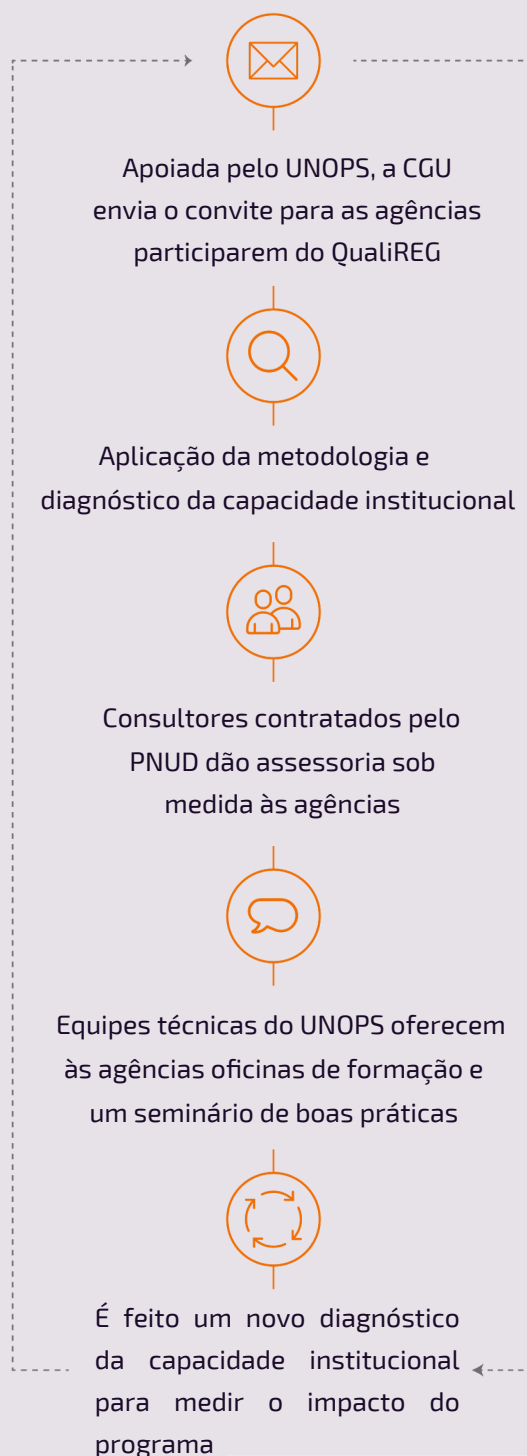 Apoiada pelo UNOPS, a CGU
envia o convite para as agências
participarem do QualiREG
Aplicação da metodologia e
diagnóstico da capacidade institucional
Consultores contratados pelo
PNUD dão assessoria sob
medida às agências
Equipes técnicas do UNOPS oferecem
às agências oficinas de formação e
um seminário de boas práticas
É feito um novo diagnóstico
da capacidade institucional
para medir o impacto do
programa